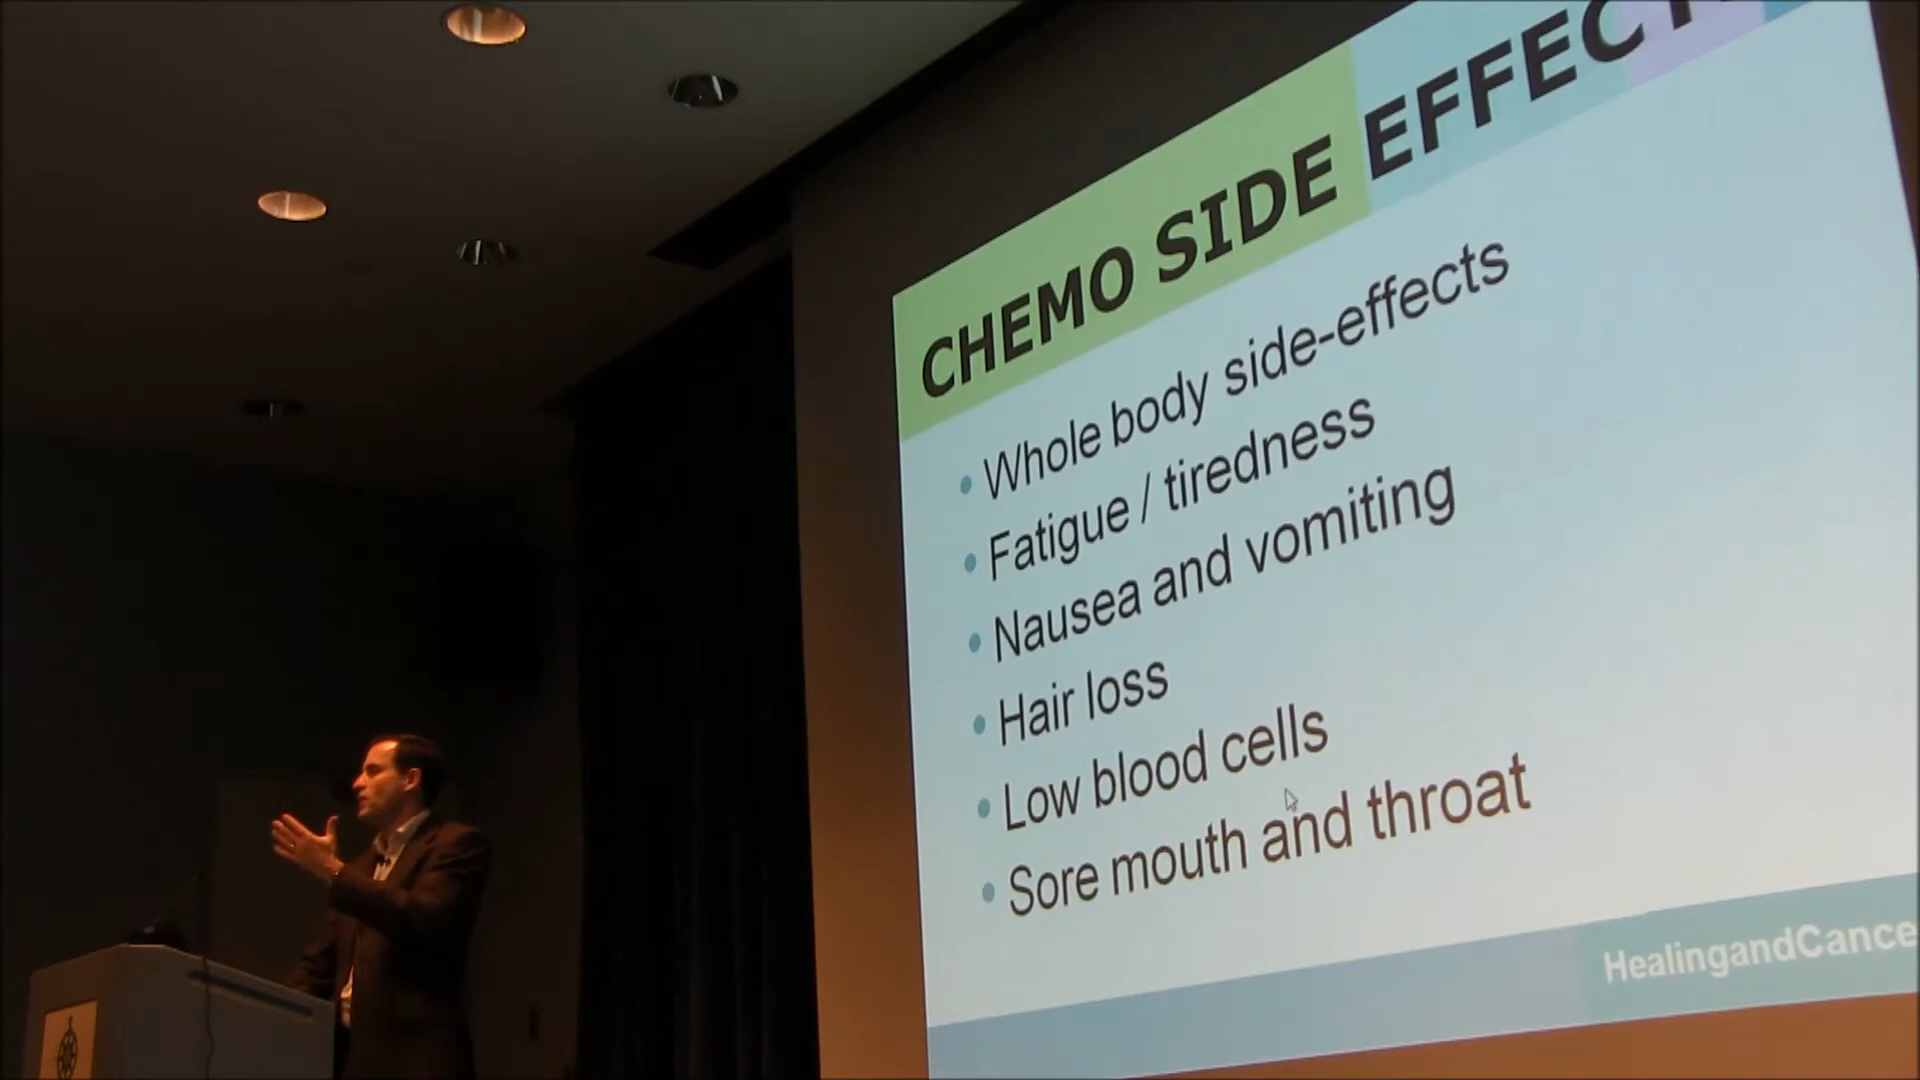 CHEMO SIDE EFFECT
• Whole body side-effects
• Fatigue / tiredness
• Nausea and vomiting
• Hair loss
• Low blood cells
• Sore mouth and throat
HealingandCance